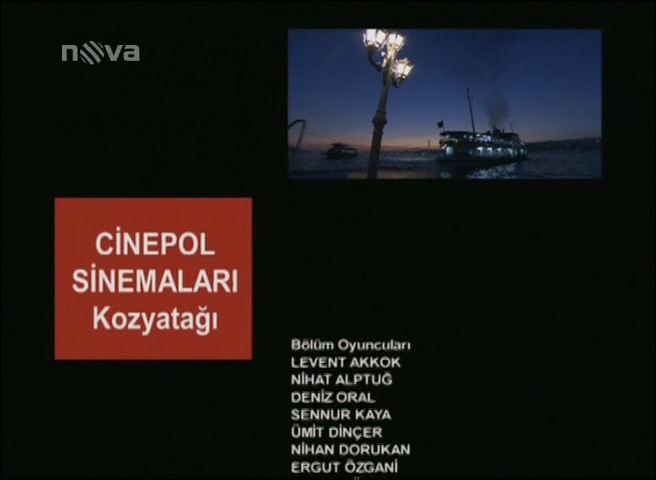 nova
CİNEPOL
SİNEMALARI
Kozyatağı
Bölüm Oyuncuları
LEVENT AKKÖK
NİHAT ALPTUĞ
DENİZ ORAL
SENNUR KAYA
ÜMİT DİNÇER
NİHAN DORUKAN
ERGUT ÖZGANİ